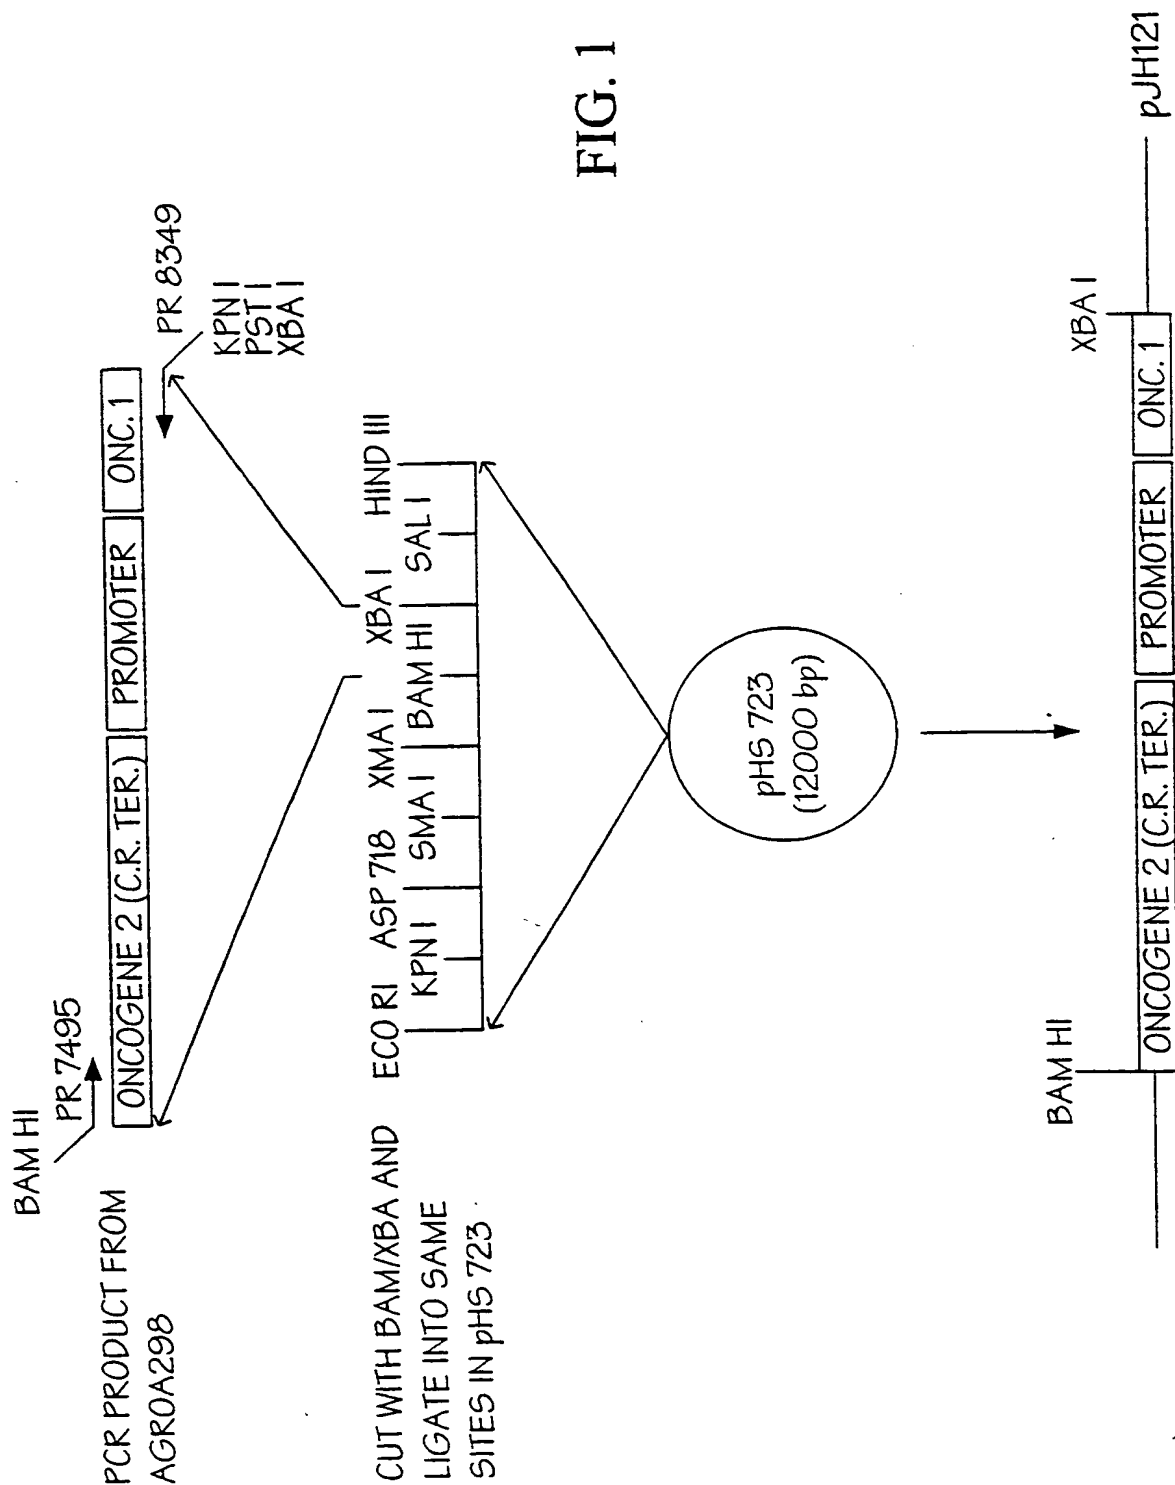 BAM HI
PR 7495
PCR PRODUCT FROM
AGROA298
ONCOGENE 2 (C.R. TER.)
PROMOTER
ONC. 1
PR 8349
KPN I
PST I
XBA I
CUT WITH BAM/XBA AND
LIGATE INTO SAME
SITES IN pHS 723
ECO RI ASP 718 XMA I XBA I HIND III
KPN I SMA I BAM HI SAL I
FIG. 1
pHS 723
(12000 bp)
BAM HI
XBA I
ONCOGENE 2 (C.R. TER.)
PROMOTER
ONC. 1
pJH121